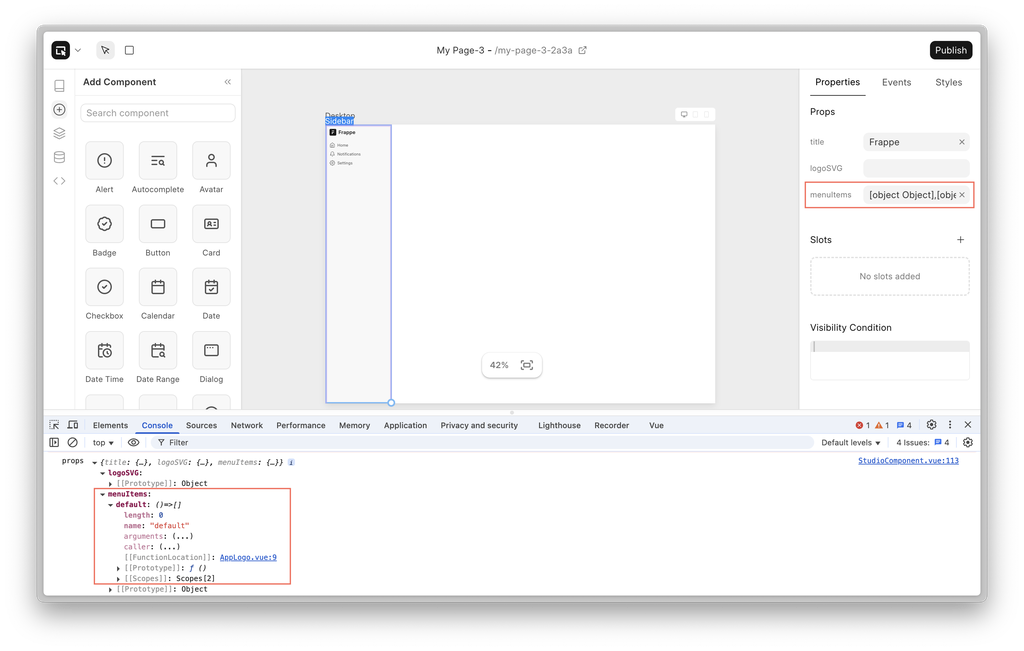 My Page-3 – /my-page-3-2a3a
Publish
Add Component
Search component
Alert
Autocomplete
Avatar
Badge
Button
Card
Checkbox
Calendar
Date
Date Time
Date Range
Dialog
Desktop
Sidebar
Frappe
Home
Notifications
Settings
42%
Properties
Events
Styles
Props
title
Frappe
logoSVG
menuItems
[object Object],[obje
Slots
No slots added
Visibility Condition
Elements
Console
Sources
Network
Performance
Memory
Application
Privacy and security
Lighthouse
Recorder
Vue
1
1
4
top
Filter
Default levels
4 Issues:
4
props
{title: {…}, logoSVG: {…}, menuItems: {…}}
StudioComponent.vue:113
logoSVG:
[[Prototype]]: Object
menuItems:
default: ()=>[]
length: 0
name: "default"
arguments: (...)
caller: (...)
[[FunctionLocation]]: AppLogo.vue:9
[[Prototype]]: ƒ ()
[[Scopes]]: Scopes[2]
[[Prototype]]: Object